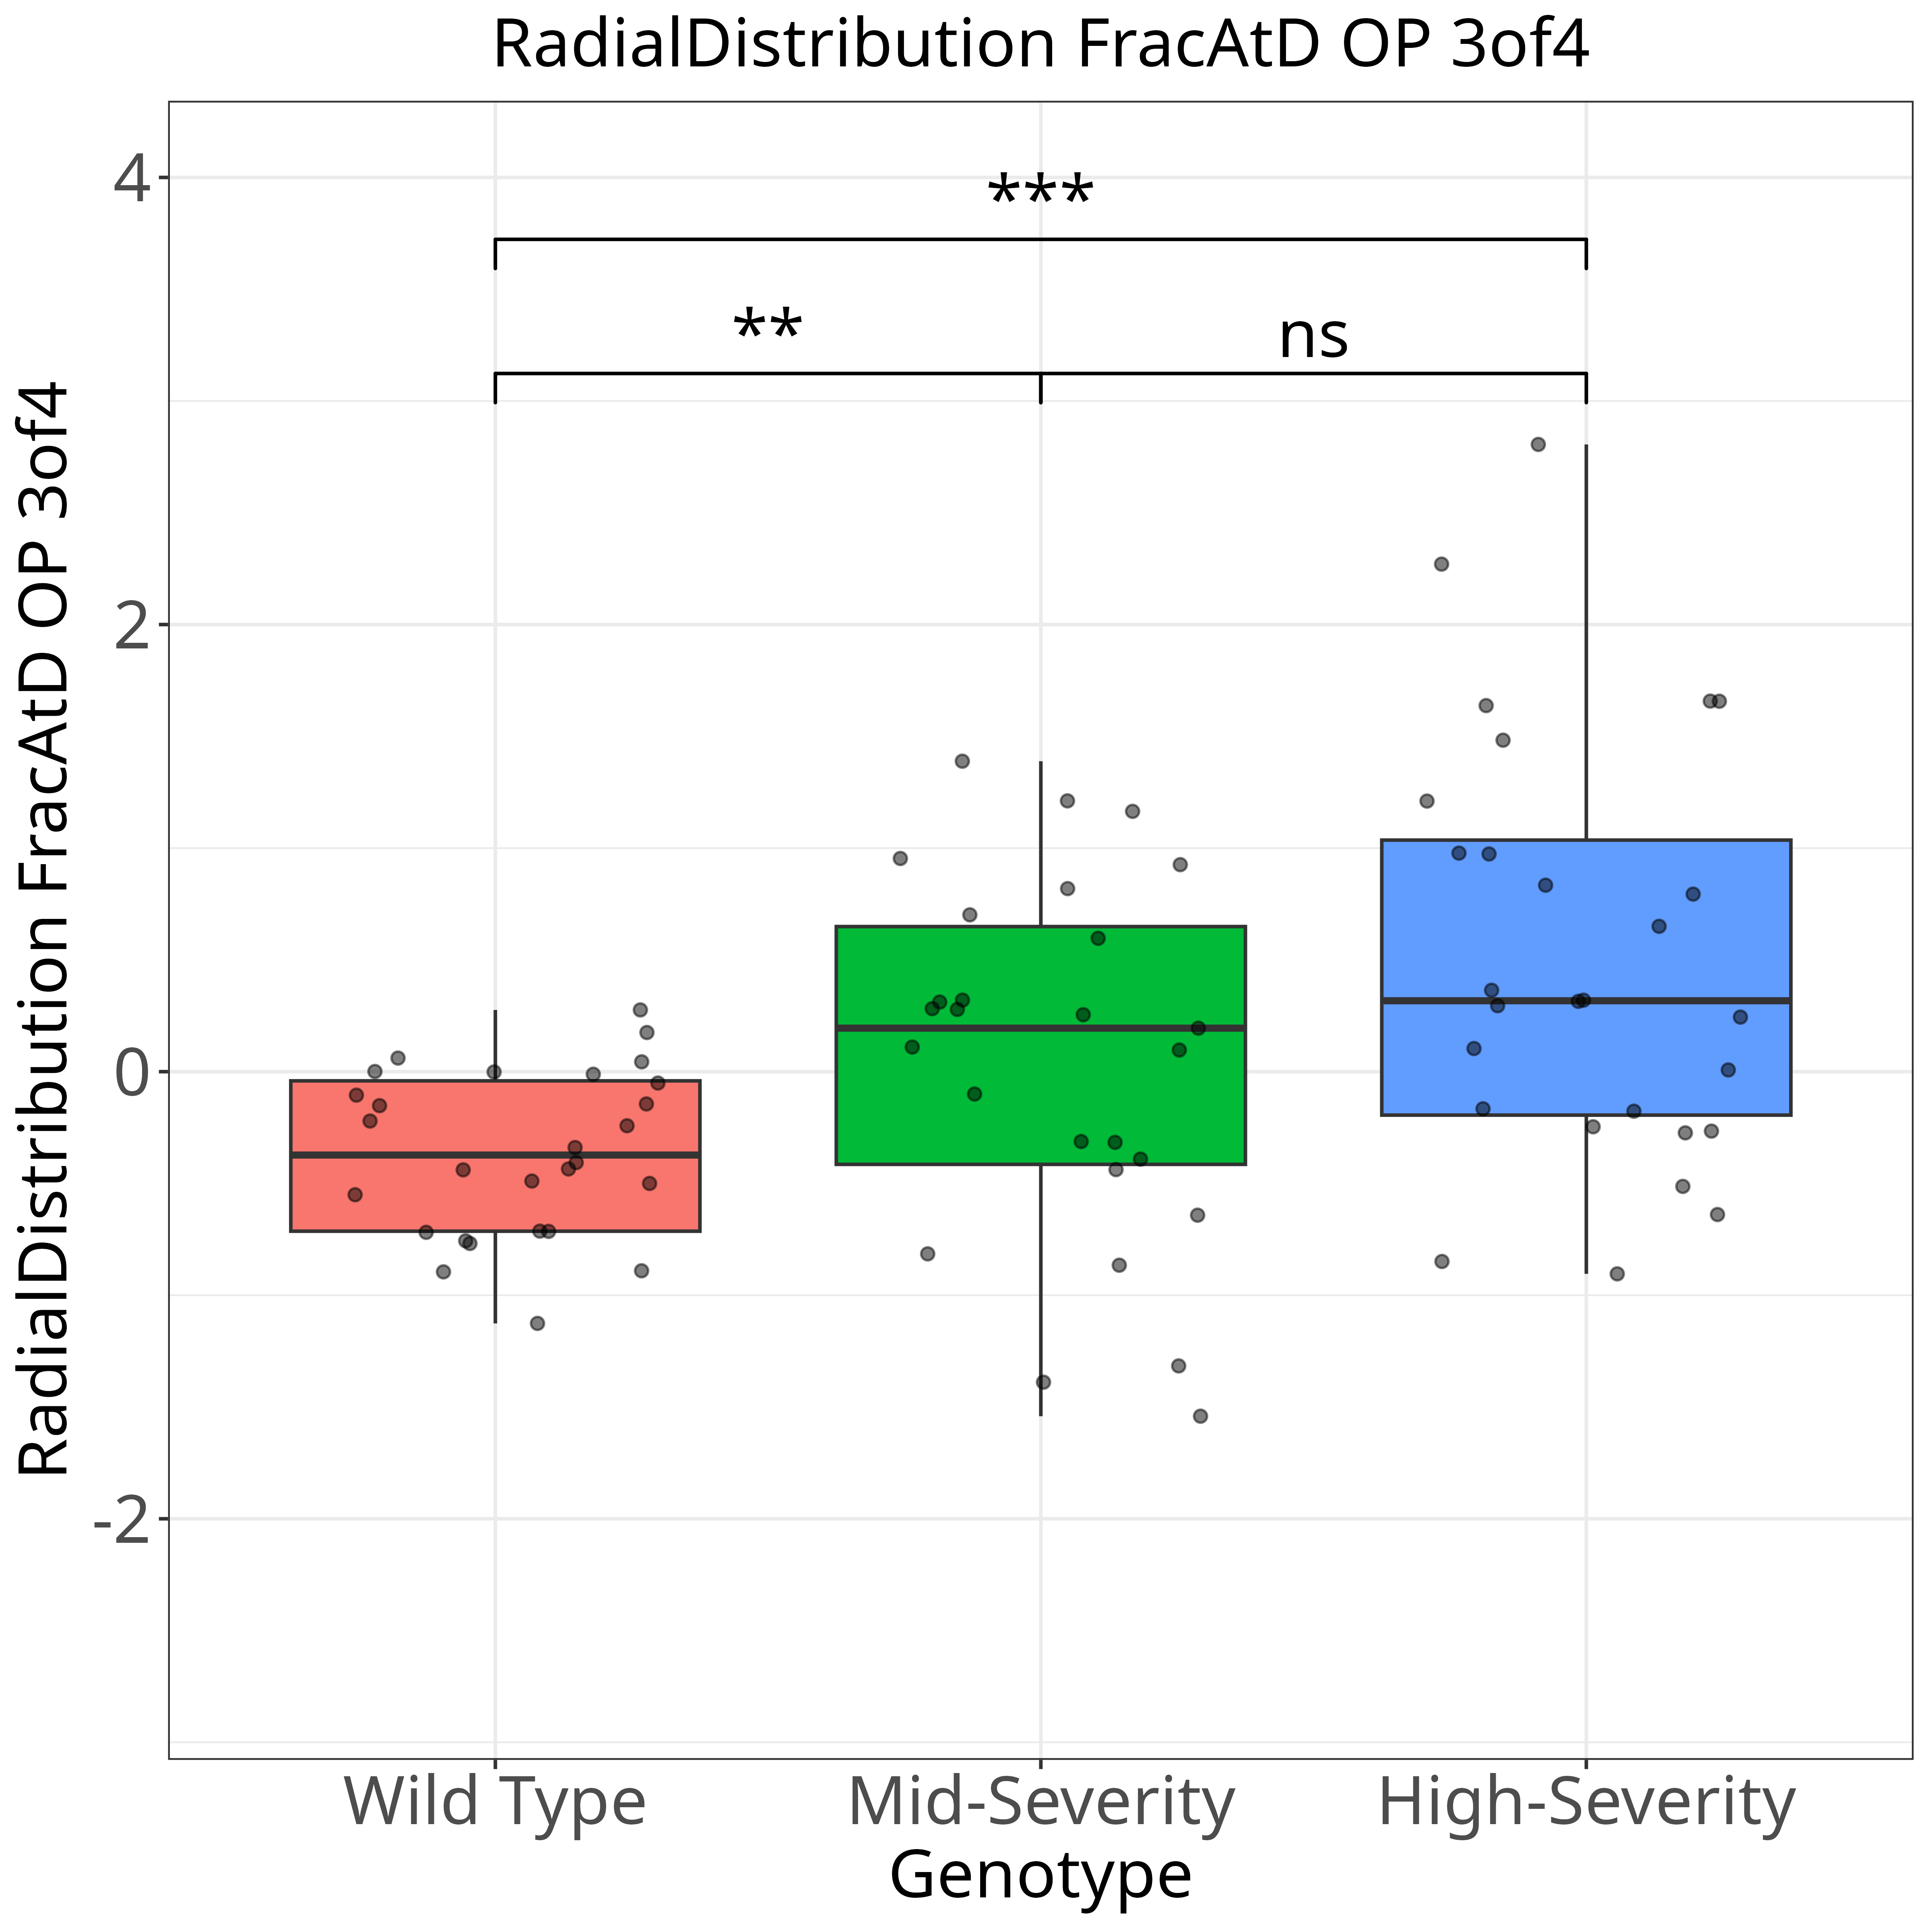 RadialDistribution FracAtD OP 3of4
RadialDistribution FracAtD OP 3of4
4
2
0
-2
***
**
ns
Wild Type
Mid-Severity
High-Severity
Genotype